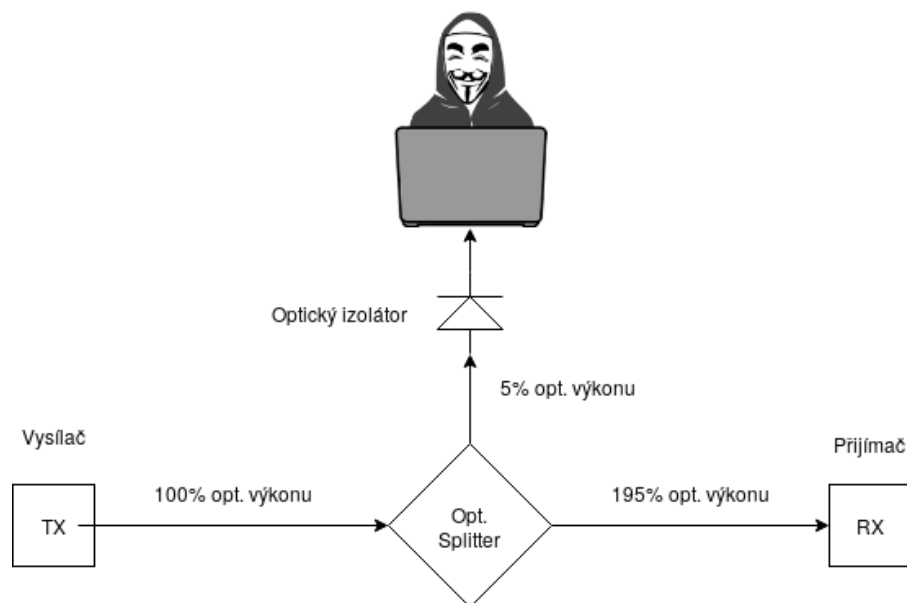 Optický izolátor
5% opt. výkonu
Vysílač
Přijímač
100% opt. výkonu
195% opt. výkonu
TX
Opt.
Splitter
RX